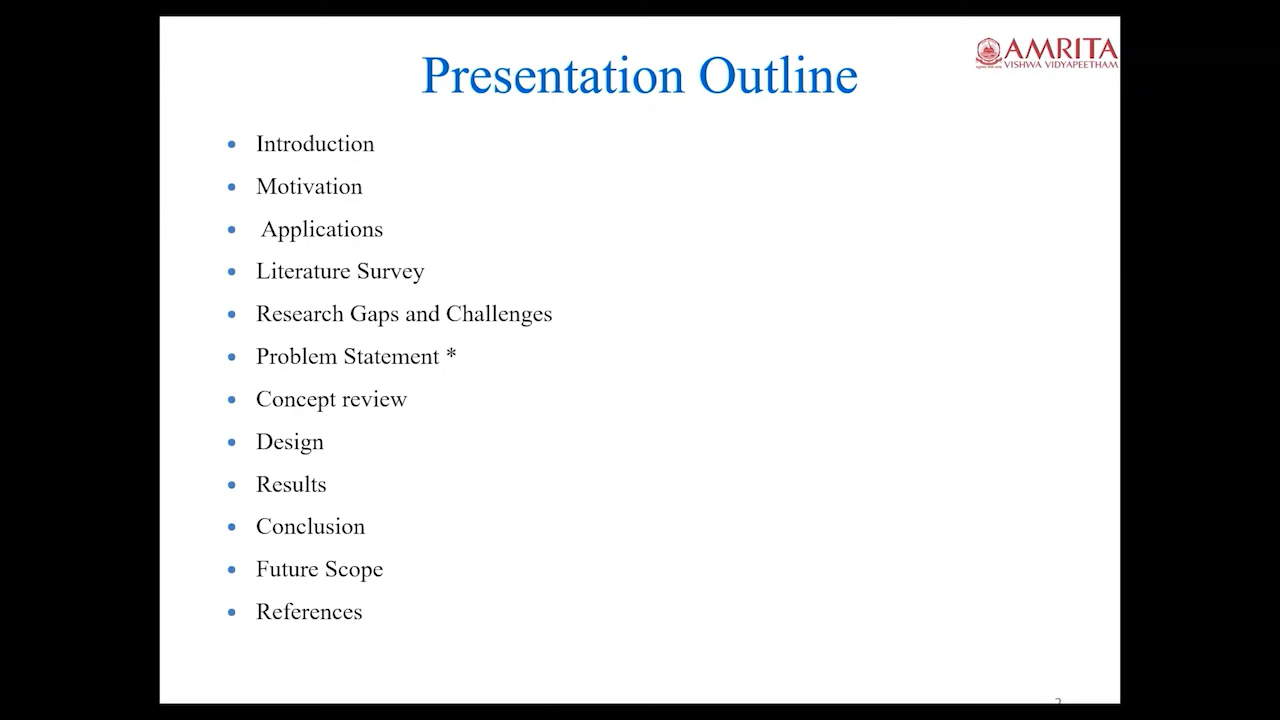 AMRITA
VISHWA VIDYAPEETHAM
Presentation Outline
• Introduction
• Motivation
• Applications
• Literature Survey
• Research Gaps and Challenges
• Problem Statement *
• Concept review
• Design
• Results
• Conclusion
• Future Scope
• References